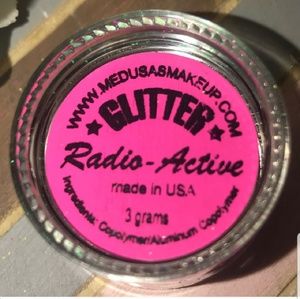 WWW.MEDUSASMAKEUP.COM
GLITTER
Radio-Active
made in USA
3 grams
Ingredients: Copolymer/Aluminum Copolymer